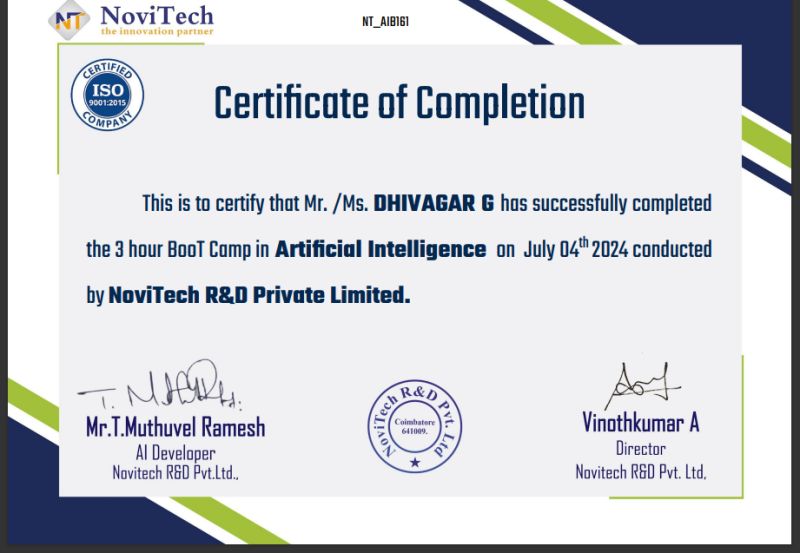 NT NoviTech
the innovation partner
NT_AIB161
CERTIFIED
ISO
9001:2015
COMPANY
Certificate of Completion
This is to certify that Mr. /Ms. DHIVAGAR G has successfully completed
the 3 hour BooT Camp in Artificial Intelligence on July 04th 2024 conducted
by NoviTech R&D Private Limited.
T. Muthuvel
Mr.T.Muthuvel Ramesh
AI Developer
Novitech R&D Pvt.Ltd.,
NoviTech R&D Pvt. Ltd
Coimbatore
641009.
Vinothkumar A
Director
Novitech R&D Pvt. Ltd,